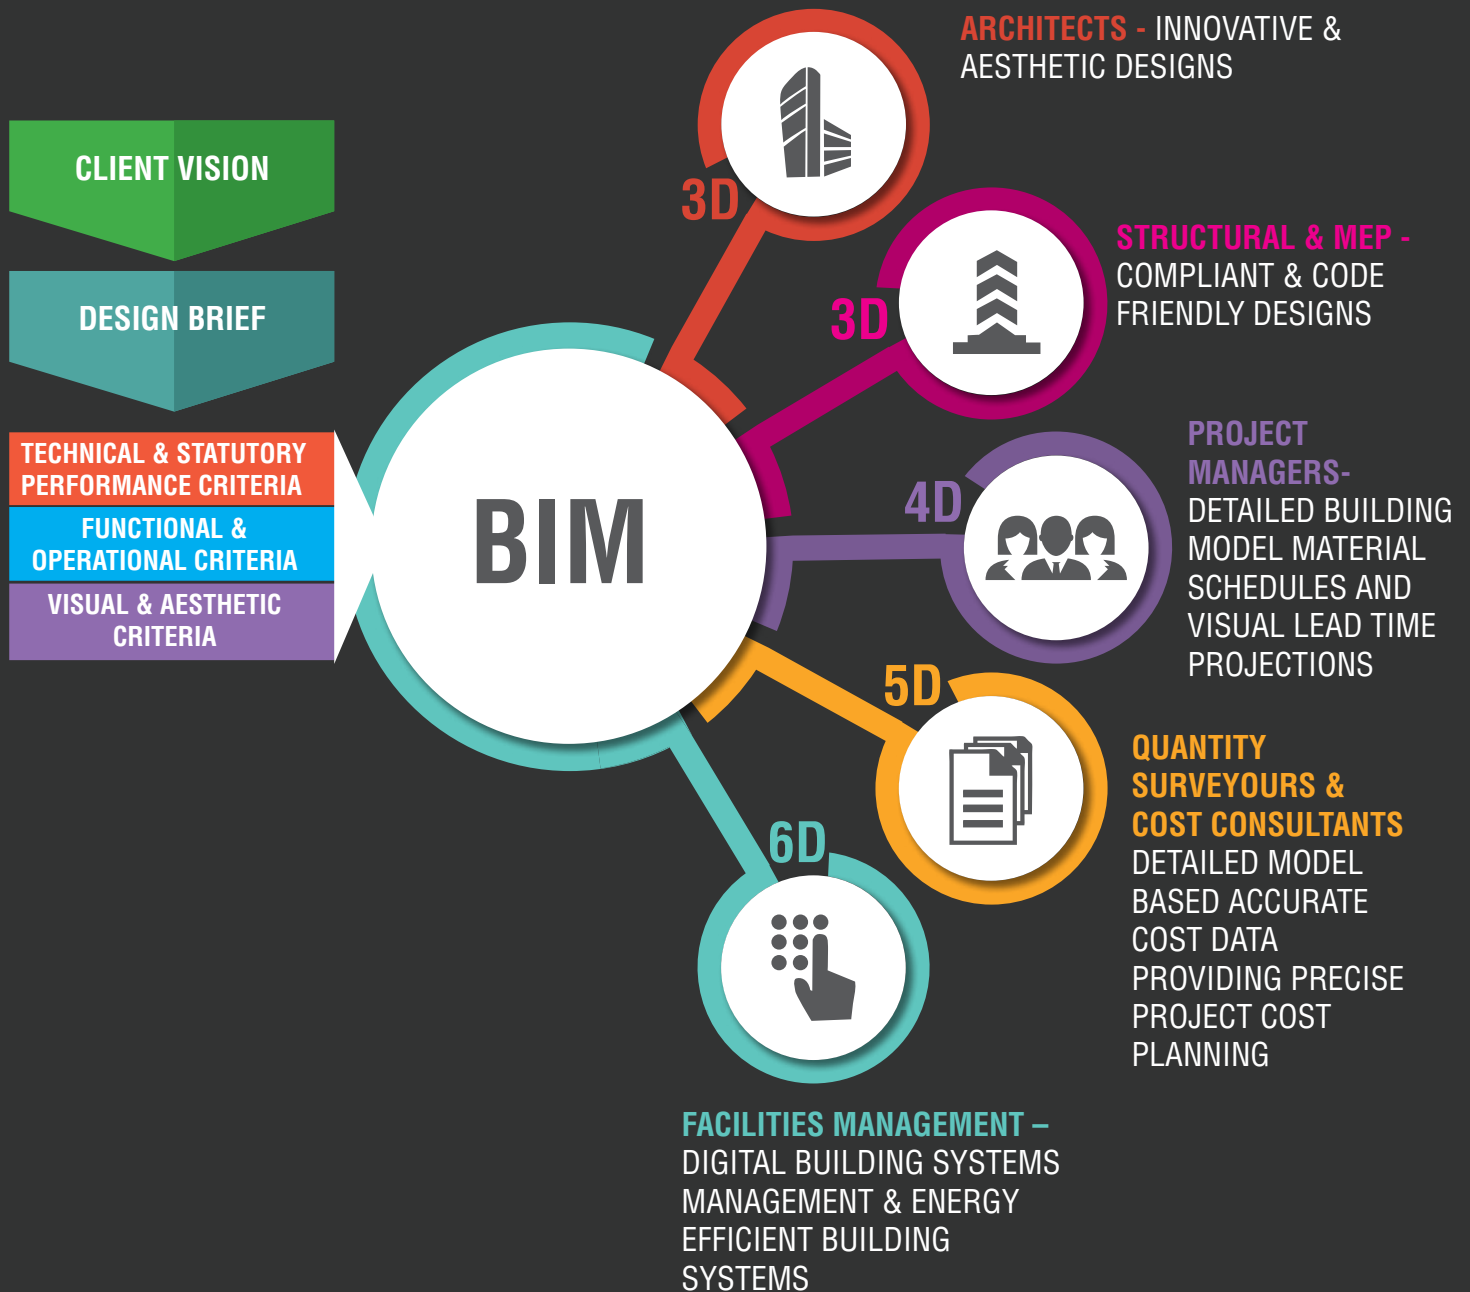 CLIENT VISION
DESIGN BRIEF
TECHNICAL & STATUTORY
PERFORMANCE CRITERIA
FUNCTIONAL &
OPERATIONAL CRITERIA
VISUAL & AESTHETIC
CRITERIA
BIM
3D
ARCHITECTS - INNOVATIVE &
AESTHETIC DESIGNS
3D
STRUCTURAL & MEP -
COMPLIANT & CODE
FRIENDLY DESIGNS
4D
PROJECT
MANAGERS-
DETAILED BUILDING
MODEL MATERIAL
SCHEDULES AND
VISUAL LEAD TIME
PROJECTIONS
5D
QUANTITY
SURVEYOURS &
COST CONSULTANTS
DETAILED MODEL
BASED ACCURATE
COST DATA
PROVIDING PRECISE
PROJECT COST
PLANNING
6D
FACILITIES MANAGEMENT –
DIGITAL BUILDING SYSTEMS
MANAGEMENT & ENERGY
EFFICIENT BUILDING
SYSTEMS